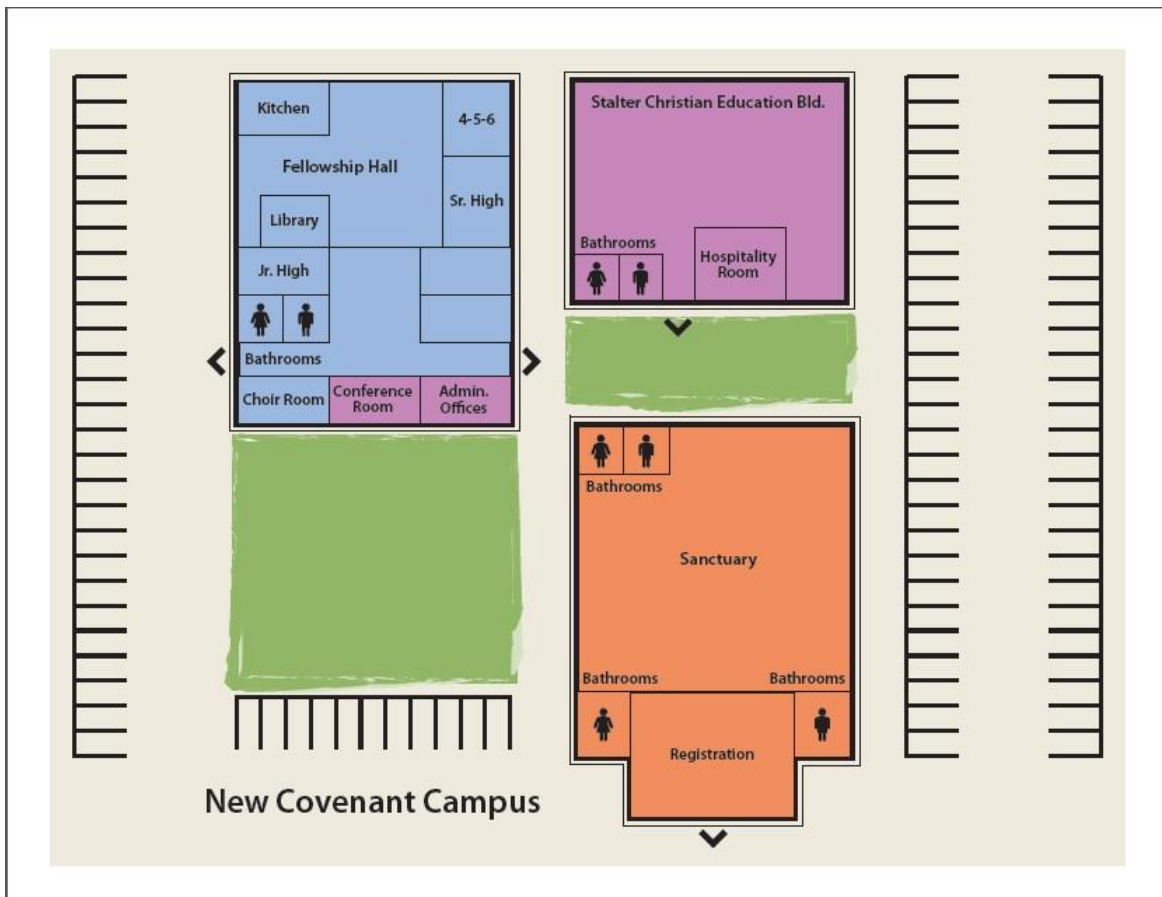 Kitchen
4-5-6
Fellowship Hall
Sr. High
Library
Jr. High
Bathrooms
Choir Room
Conference
Room
Admin.
Offices
Stalter Christian Education Bld.
Bathrooms
Hospitality
Room
Bathrooms
Sanctuary
Bathrooms
Bathrooms
Registration
New Covenant Campus